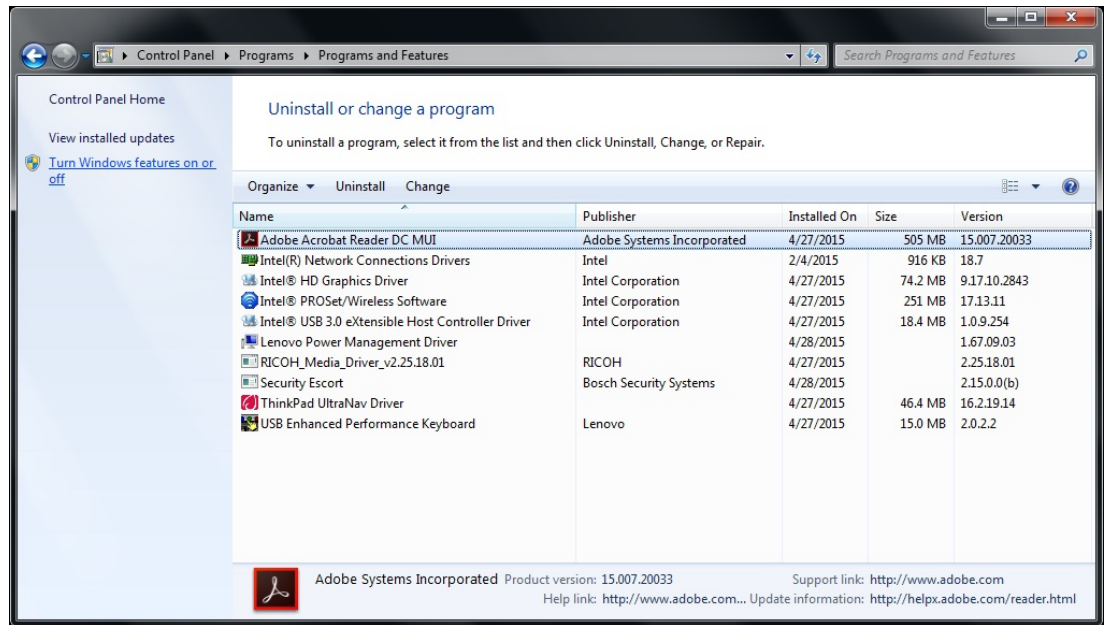 Control Panel ▸ Programs ▸ Programs and Features
Search Programs and Features
Control Panel Home
View installed updates
Turn Windows features on or
off
Uninstall or change a program
To uninstall a program, select it from the list and then click Uninstall, Change, or Repair.
Organize Uninstall Change
Name Publisher Installed On Size Version
Adobe Acrobat Reader DC MUI Adobe Systems Incorporated 4/27/2015 505 MB 15.007.20033
Intel(R) Network Connections Drivers Intel 2/4/2015 916 KB 18.7
Intel® HD Graphics Driver Intel Corporation 4/27/2015 74.2 MB 9.17.10.2843
Intel® PROSet/Wireless Software Intel Corporation 4/27/2015 251 MB 17.13.11
Intel® USB 3.0 eXtensible Host Controller Driver Intel Corporation 4/27/2015 18.4 MB 1.0.9.254
Lenovo Power Management Driver 4/28/2015 1.67.09.03
RICOH_Media_Driver_v2.25.18.01 RICOH 4/27/2015 2.25.18.01
Security Escort Bosch Security Systems 4/28/2015 2.15.0.0(b)
ThinkPad UltraNav Driver 4/27/2015 46.4 MB 16.2.19.14
USB Enhanced Performance Keyboard Lenovo 4/27/2015 15.0 MB 2.0.2.2
Adobe Systems Incorporated Product version: 15.007.20033 Support link: http://www.adobe.com
Help link: http://www.adobe.com... Update information: http://helpx.adobe.com/reader.html